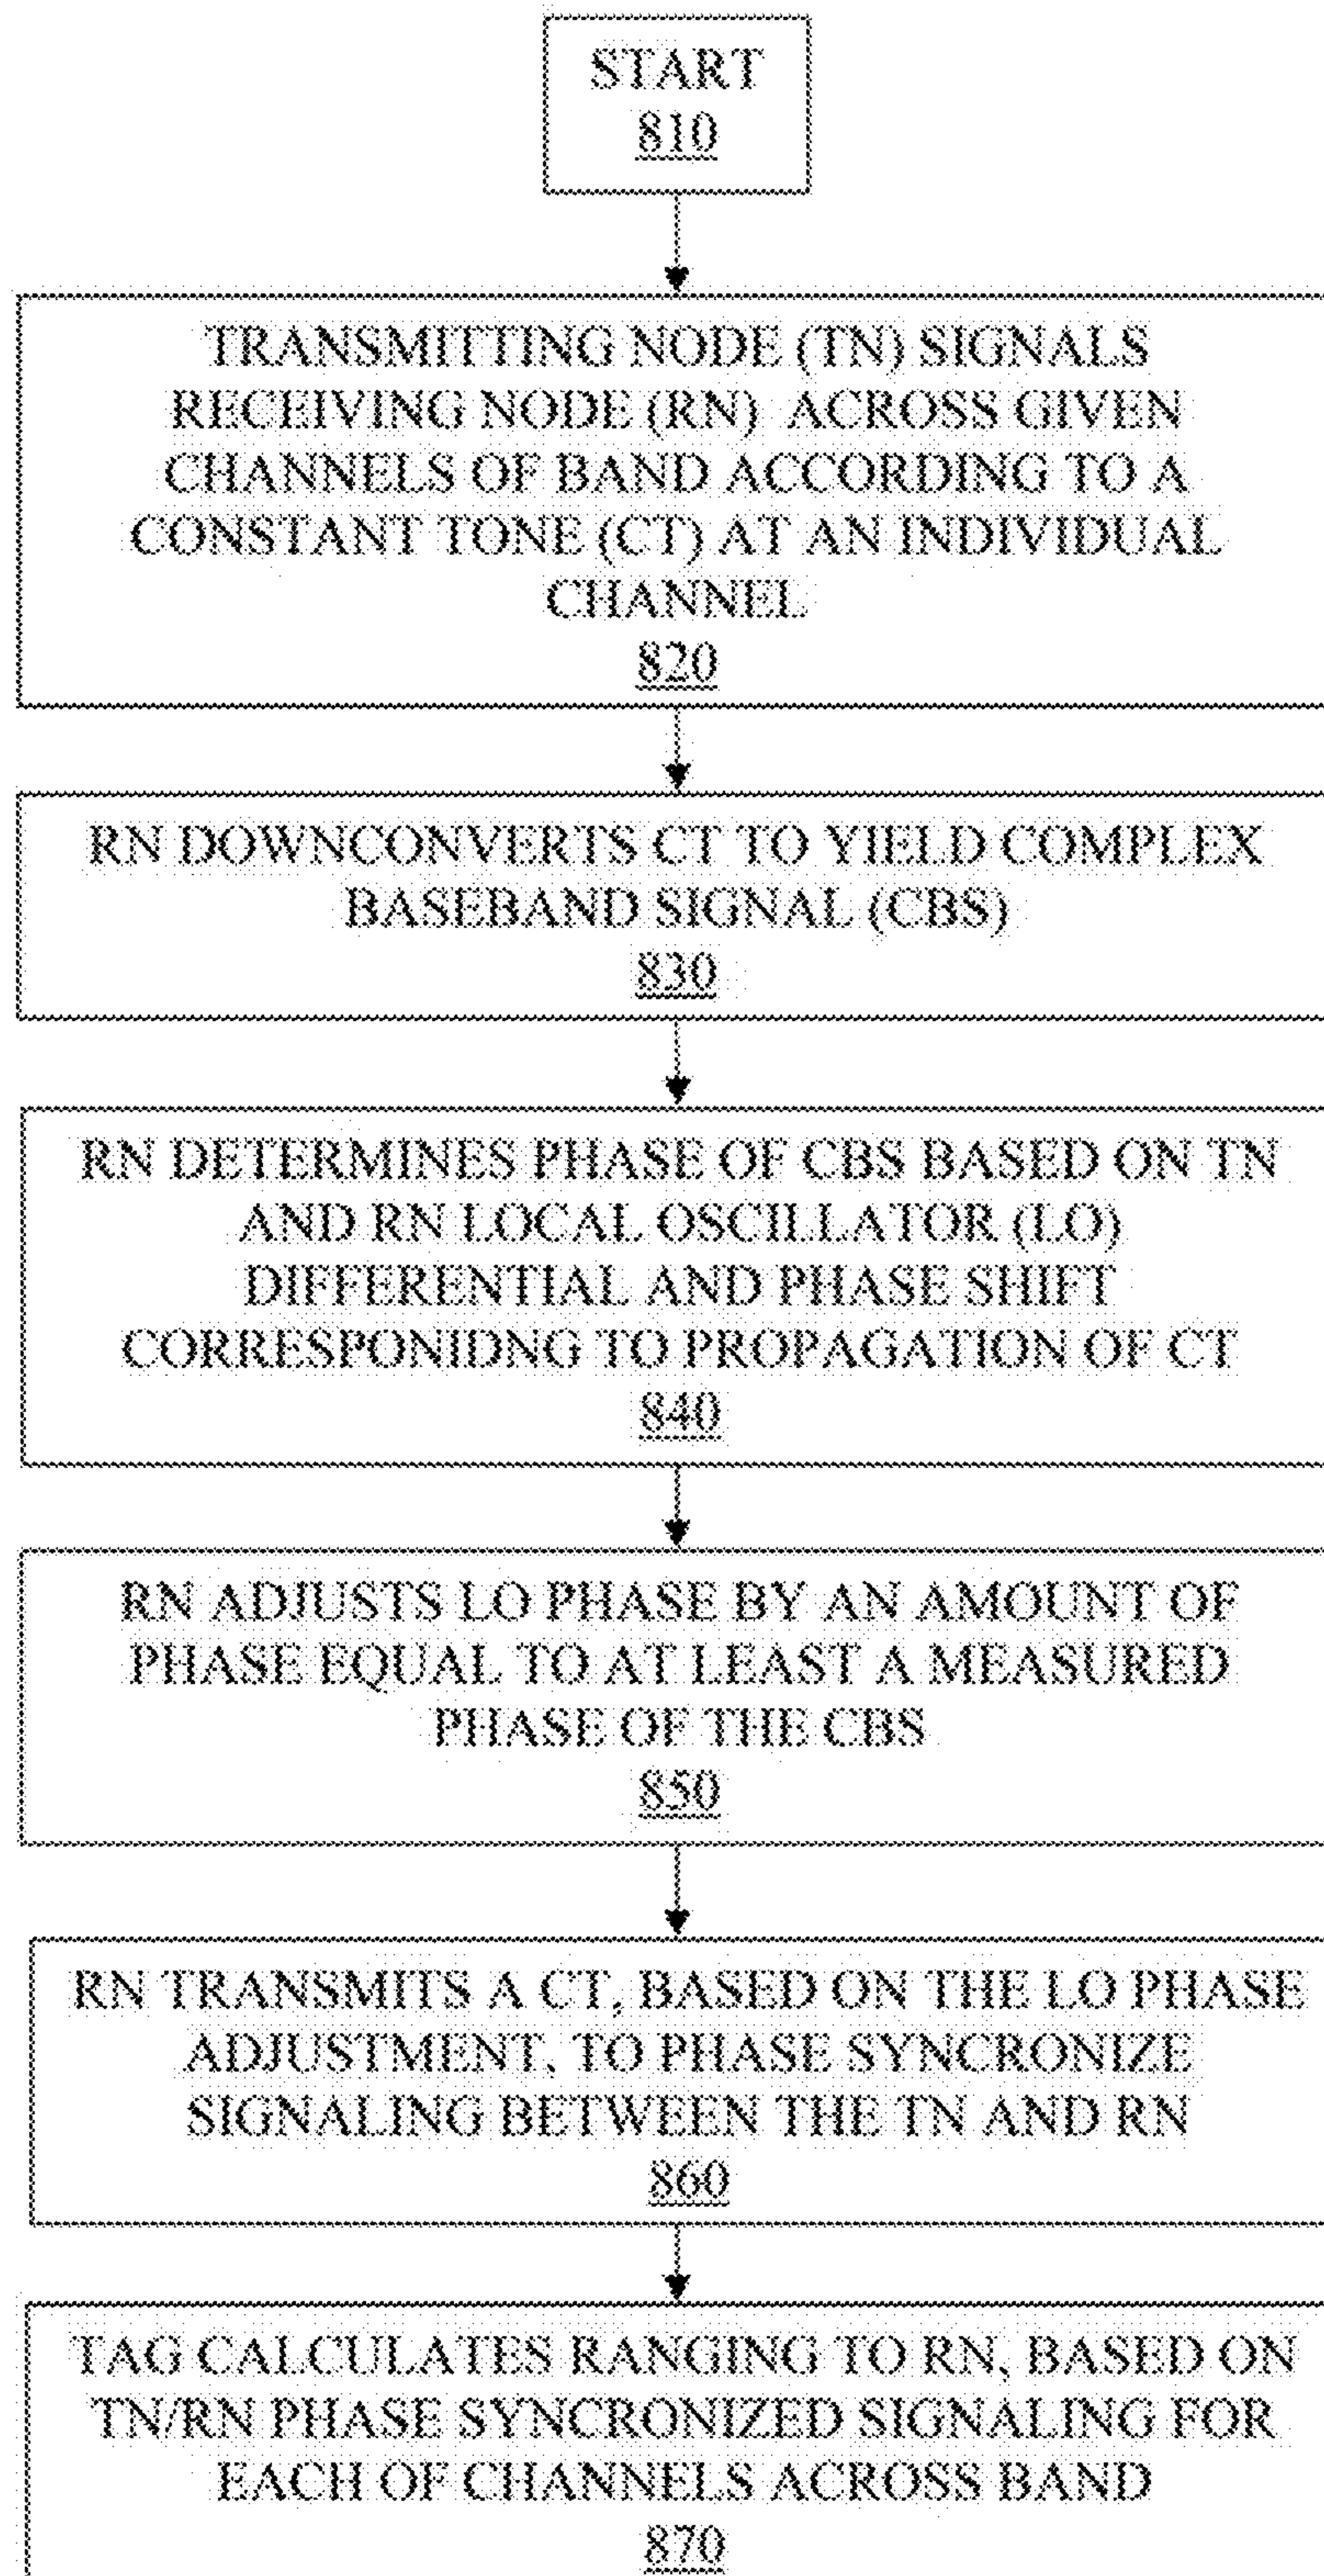 START
810
TRANSMITTING NODE (TN) SIGNALS
RECEIVING NODE (RN) ACROSS GIVEN
CHANNELS OF BAND ACCORDING TO A
CONSTANT TONE (CT) AT AN INDIVIDUAL
CHANNEL
820
RN DOWNCONVERTS CT TO YIELD COMPLEX
BASEBAND SIGNAL (CBS)
830
RN DETERMINES PHASE OF CBS BASED ON TN
AND RN LOCAL OSCILLATOR (LO)
DIFFERENTIAL AND PHASE SHIFT
CORRESPONIDNG TO PROPAGATION OF CT
840
RN ADJUSTS LO PHASE BY AN AMOUNT OF
PHASE EQUAL TO AT LEAST A MEASURED
PHASE OF THE CBS
850
RN TRANSMITS A CT, BASED ON THE LO PHASE
ADJUSTMENT, TO PHASE SYNCRONIZE
SIGNALING BETWEEN THE TN AND RN
860
TAG CALCULATES RANGING TO RN, BASED ON
TN/RN PHASE SYNCRONIZED SIGNALING FOR
EACH OF CHANNELS ACROSS BAND
870